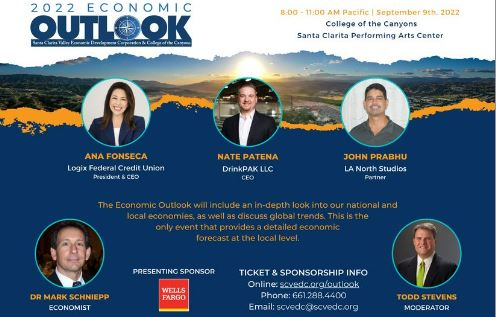 2022 ECONOMIC
OUTLOOK
Santa Clarita Valley Economic Development Corporation & College of the Canyons
8:00 - 11:00 AM Pacific | September 9th, 2022
College of the Canyons
Santa Clarita Performing Arts Center
ANA FONSECA
Logix Federal Credit Union
President & CEO
NATE PATENA
DrinkPAK LLC
CEO
JOHN PRABHU
LA North Studios
Partner
The Economic Outlook will include an in-depth look into our national and
local economies, as well as discuss global trends. This is the
only event that provides a detailed economic
forecast at the local level.
DR MARK SCHNIEPP
ECONOMIST
PRESENTING SPONSOR
WELLS
FARGO
TICKET & SPONSORSHIP INFO
Online: scvedc.org/outlook
Phone: 661.288.4400
Email: scvedc@scvedc.org
TODD STEVENS
MODERATOR